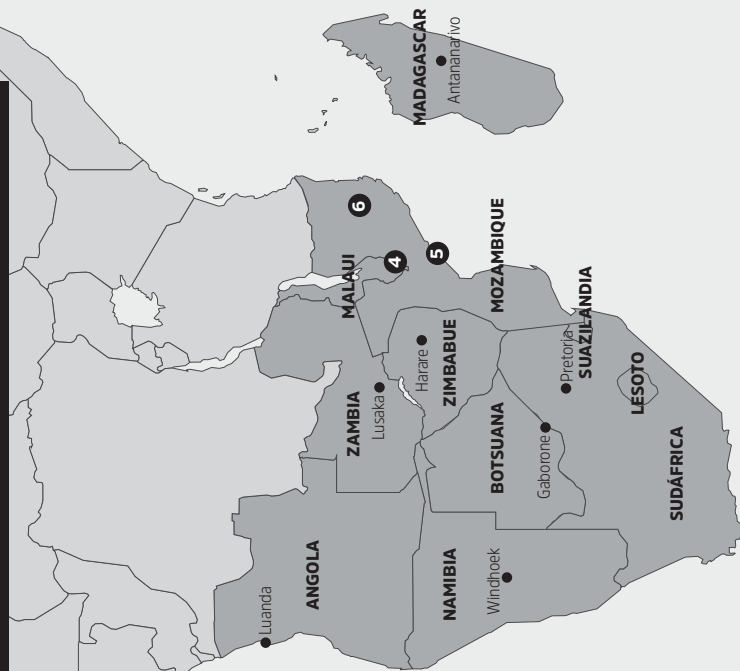 MADAGASCAR
Antananarivo
6
4
5
MALAUI
MOZAMBIQUE
SUAZILANDIA
Harare
ZIMBABUE
Pretoria
LESOTO
ZAMBIA
Lusaka
BOTSUANA
Gaborone
SUDÁFRICA
Luanda
ANGOLA
NAMIBIA
Windhoek